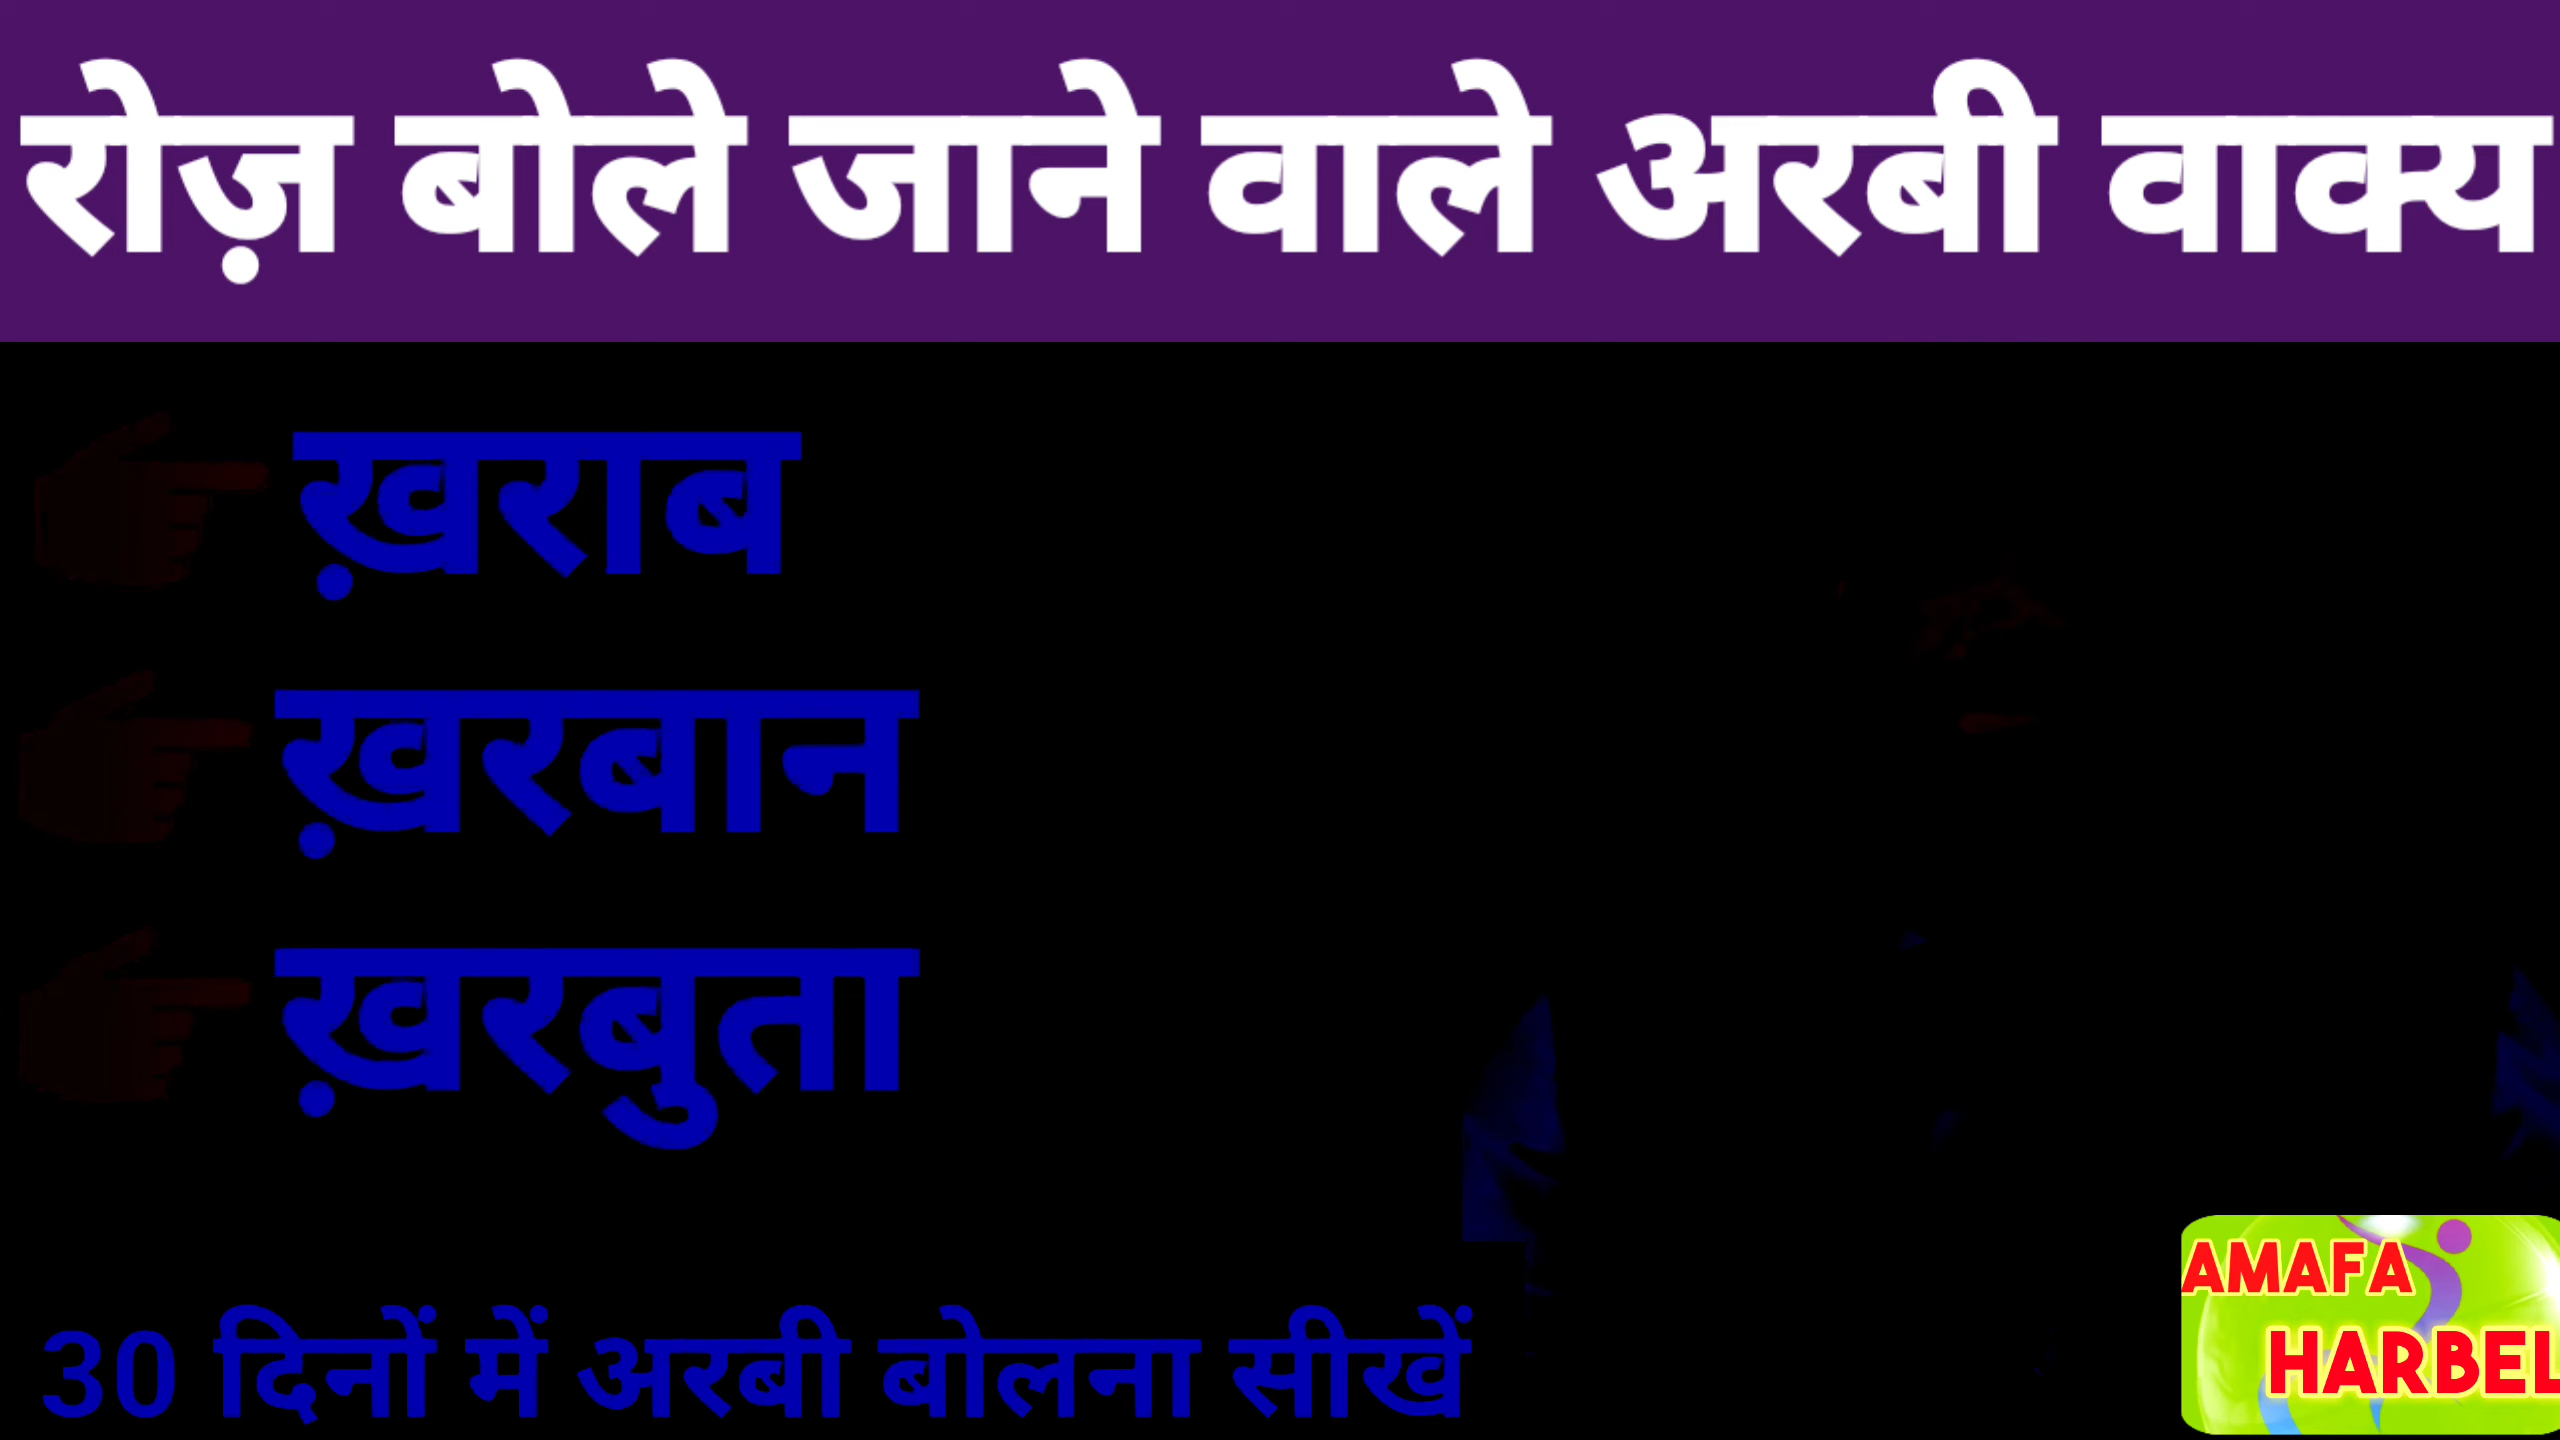 रोज़ बोले जाने वाले अरबी वाक्य
ख़राब
ख़रबान
ख़रबुता
30 दिनों में अरबी बोलना सीखें
AMAFA
HARBEL